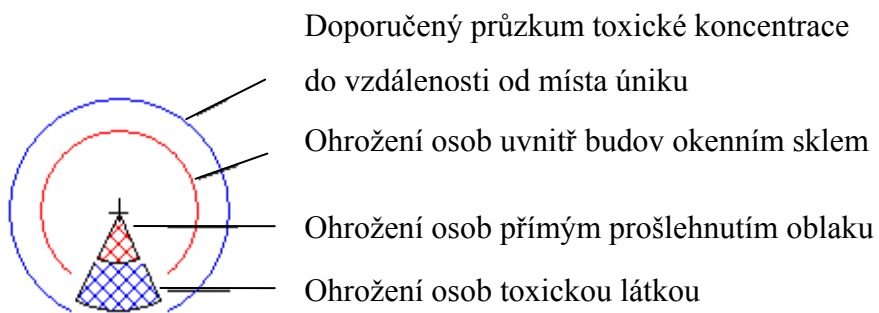 Doporučený průzkum toxické koncentrace
do vzdálenosti od místa úniku
Ohrožení osob uvnitř budov okenním sklem
Ohrožení osob přímým prošlehnutím oblaku
Ohrožení osob toxickou látkou